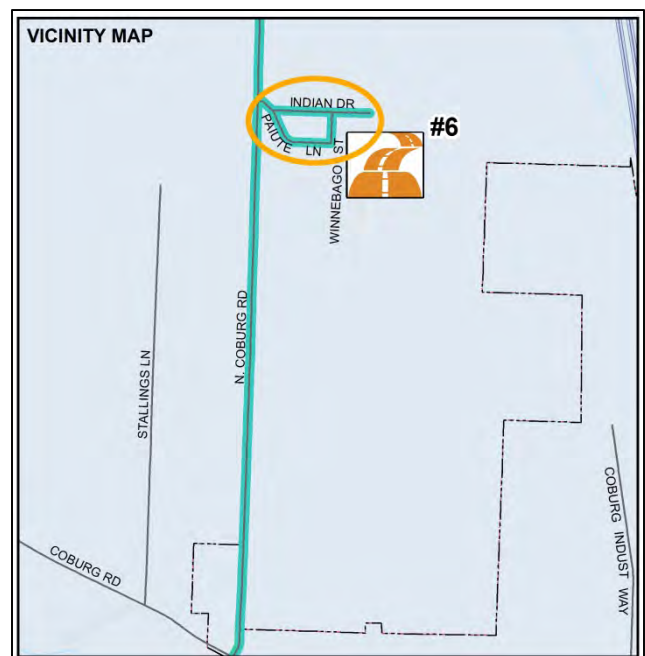 VICINITY MAP
INDIAN DR
#6
PAIUTE LN
WINNEBAGO ST
N. COBURG RD
STALLINGS LN
COBURG RD
COBURG INDUST WAY